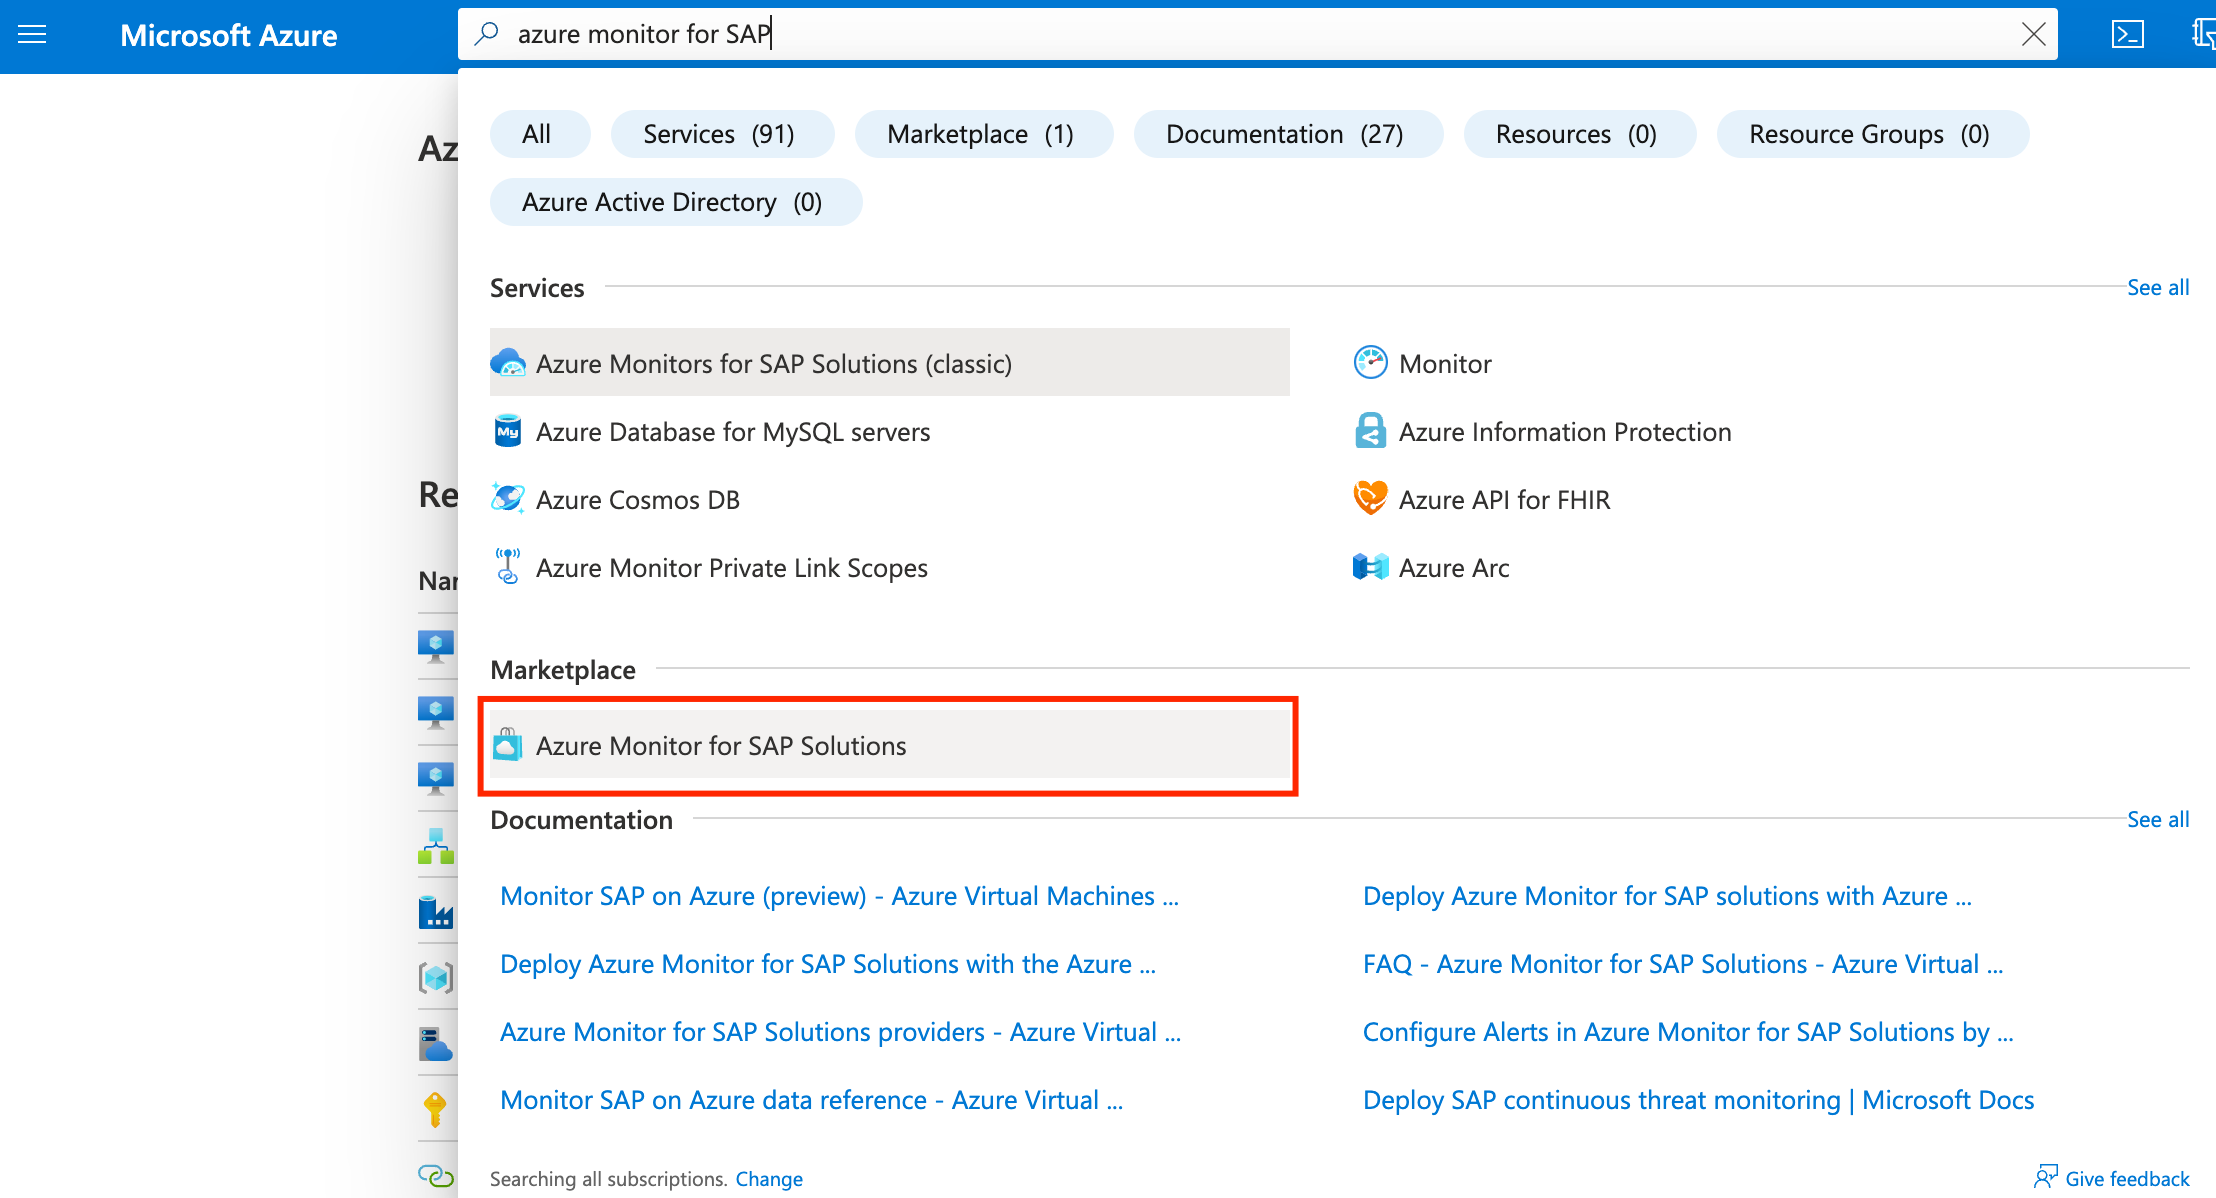 Microsoft Azure
azure monitor for SAP
All
Services (91)
Marketplace (1)
Documentation (27)
Resources (0)
Resource Groups (0)
Azure Active Directory (0)
Az
Re
Nar
Services
See all
Azure Monitors for SAP Solutions (classic)
Monitor
My
Azure Database for MySQL servers
Azure Information Protection
Azure Cosmos DB
Azure API for FHIR
Azure Monitor Private Link Scopes
Azure Arc
Marketplace
Azure Monitor for SAP Solutions
Documentation
See all
Monitor SAP on Azure (preview) - Azure Virtual Machines ...
Deploy Azure Monitor for SAP solutions with Azure ...
Deploy Azure Monitor for SAP Solutions with the Azure ...
FAQ - Azure Monitor for SAP Solutions - Azure Virtual ...
Azure Monitor for SAP Solutions providers - Azure Virtual ...
Configure Alerts in Azure Monitor for SAP Solutions by ...
Monitor SAP on Azure data reference - Azure Virtual ...
Deploy SAP continuous threat monitoring | Microsoft Docs
Searching all subscriptions. Change
Give feedback